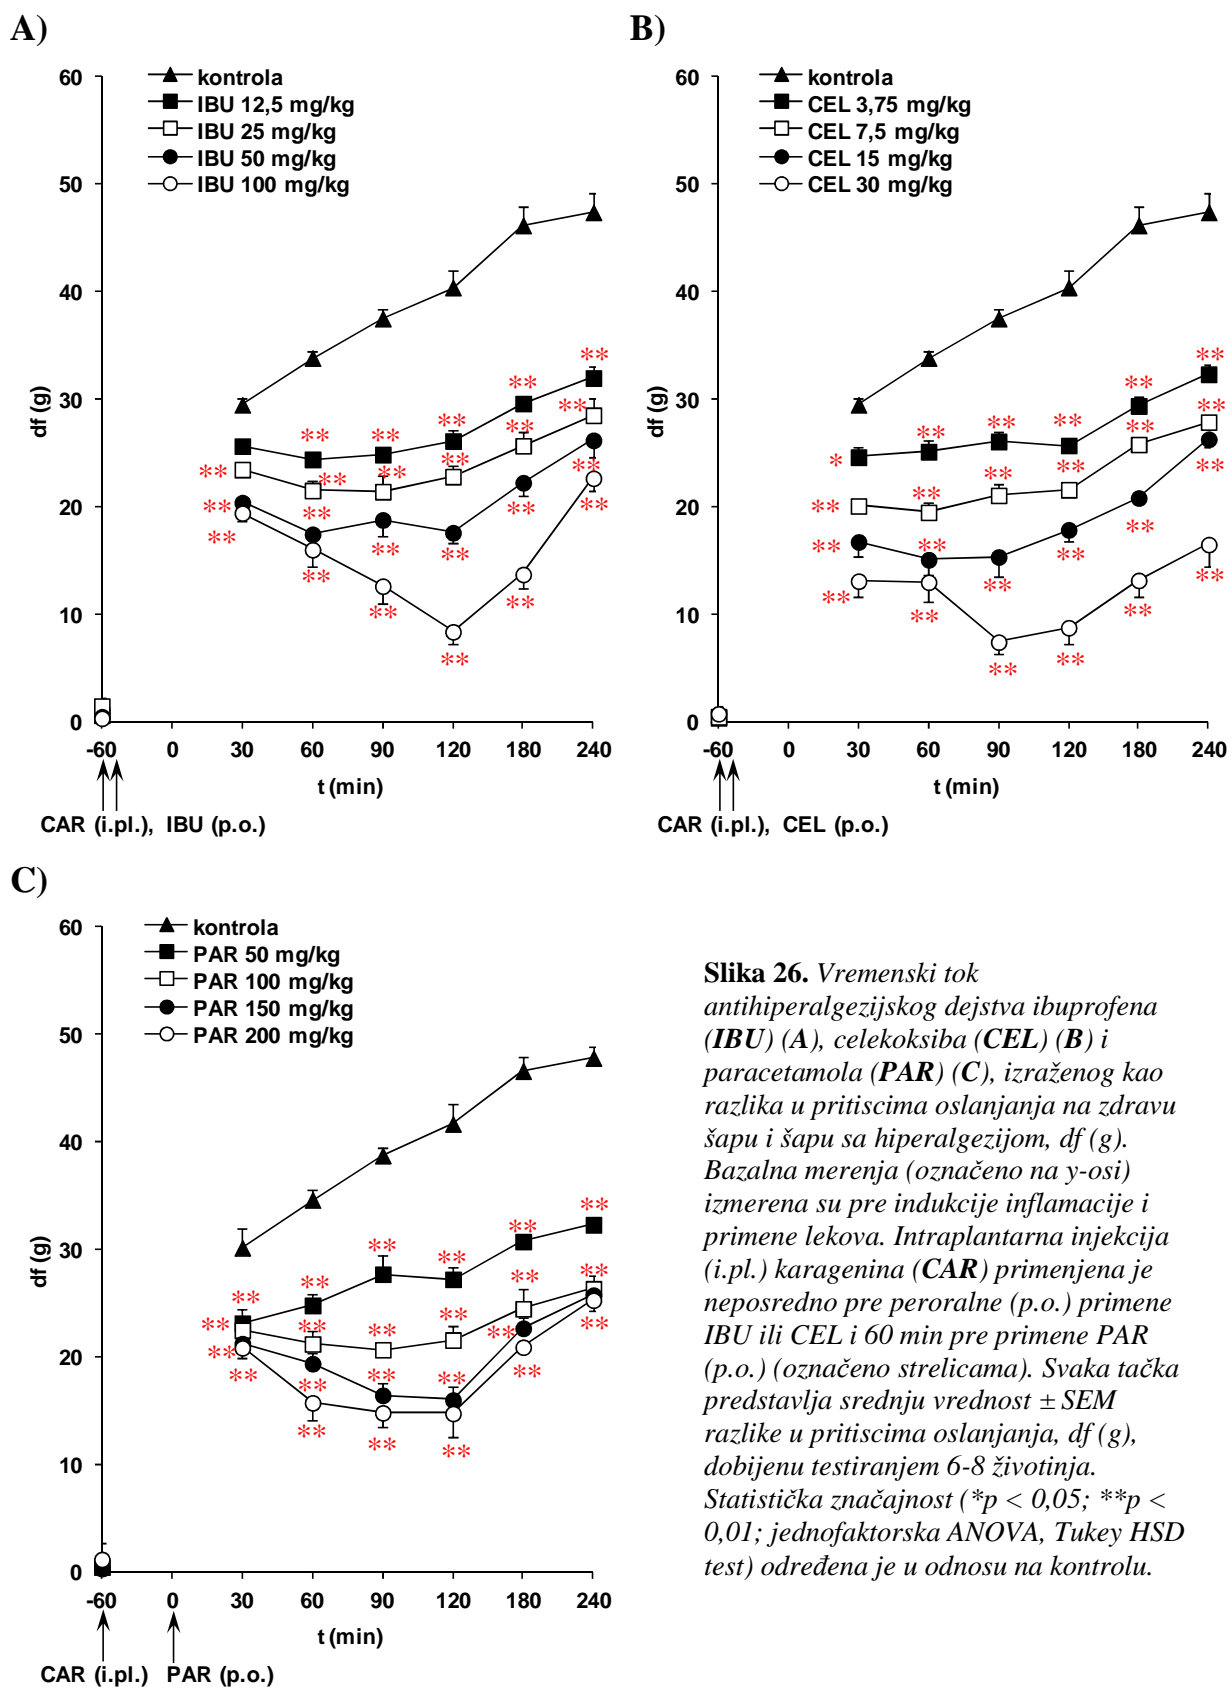 A)
kontrola
IBU 12,5 mg/kg
IBU 25 mg/kg
IBU 50 mg/kg
IBU 100 mg/kg
60
50
40
30
20
10
0
df (g)
** ** ** ** ** **
** ** ** ** ** **
** ** ** ** ** **
** ** ** ** **
-60 0 30 60 90 120 180 240
t (min)
CAR (i.pl.), IBU (p.o.)
B)
kontrola
CEL 3,75 mg/kg
CEL 7,5 mg/kg
CEL 15 mg/kg
CEL 30 mg/kg
60
50
40
30
20
10
0
df (g)
* ** ** ** ** **
** ** ** ** ** **
** ** ** ** ** **
** ** ** ** ** **
-60 0 30 60 90 120 180 240
t (min)
CAR (i.pl.), CEL (p.o.)
C)
kontrola
PAR 50 mg/kg
PAR 100 mg/kg
PAR 150 mg/kg
PAR 200 mg/kg
60
50
40
30
20
10
0
df (g)
** ** ** ** ** **
** ** ** ** ** **
** ** ** ** **
** ** ** ** ** **
-60 0 30 60 90 120 180 240
t (min)
CAR (i.pl.) PAR (p.o.)
Slika 26. Vremenski tok
antihiperalgezijskog dejstva ibuprofena
(IBU) (A), celekoksiba (CEL) (B) i
paracetamola (PAR) (C), izraženog kao
razlika u pritiscima oslanjanja na zdravu
šapu i šapu sa hiperalgezijom, df (g).
Bazalna merenja (označeno na y-osi)
izmerena su pre indukcije inflamacije i
primene lekova. Intraplantarna injekcija
(i.pl.) karagenina (CAR) primenjena je
neposredno pre peroralne (p.o.) primene
IBU ili CEL i 60 min pre primene PAR
(p.o.) (označeno strelicama). Svaka tačka
predstavlja srednju vrednost ± SEM
razlike u pritiscima oslanjanja, df (g),
dobijenu testiranjem 6-8 životinja.
Statistička značajnost (*p < 0,05; **p <
0,01; jednofaktorska ANOVA, Tukey HSD
test) određena je u odnosu na kontrolu.